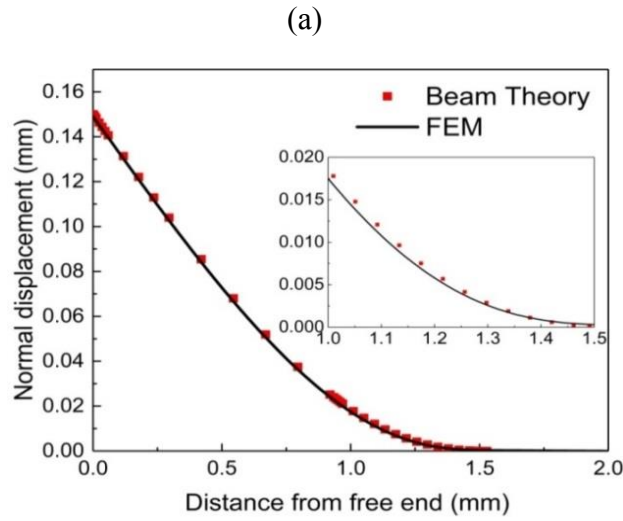 (a)
0.16
0.14
0.12
0.10
0.08
0.06
0.04
0.02
0.00
Normal displacement (mm)
Beam Theory
FEM
0.020
0.015
0.010
0.005
0.000
1.0 1.1 1.2 1.3 1.4 1.5
0.0 0.5 1.0 1.5 2.0
Distance from free end (mm)